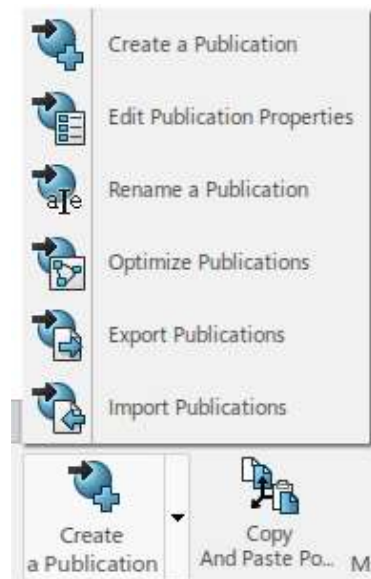 Create a Publication
Edit Publication Properties
aIe
Rename a Publication
Optimize Publications
Export Publications
Import Publications
Create
a Publication
Copy
And Paste Po...
M